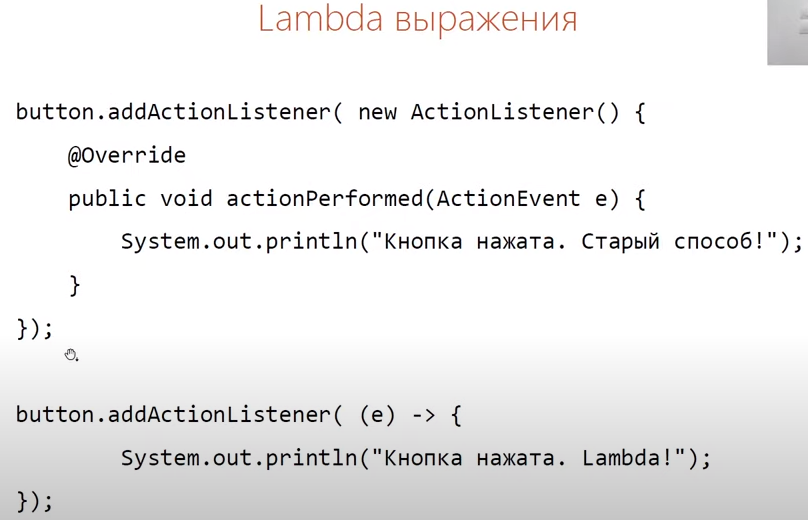 Lambda выражения
button.addActionListener( new ActionListener() {
@Override
public void actionPerformed(ActionEvent e) {
System.out.println("Кнопка нажата. Старый способ!");
}
});
button.addActionListener( (e) -> {
System.out.println("Кнопка нажата. Lambda!");
});